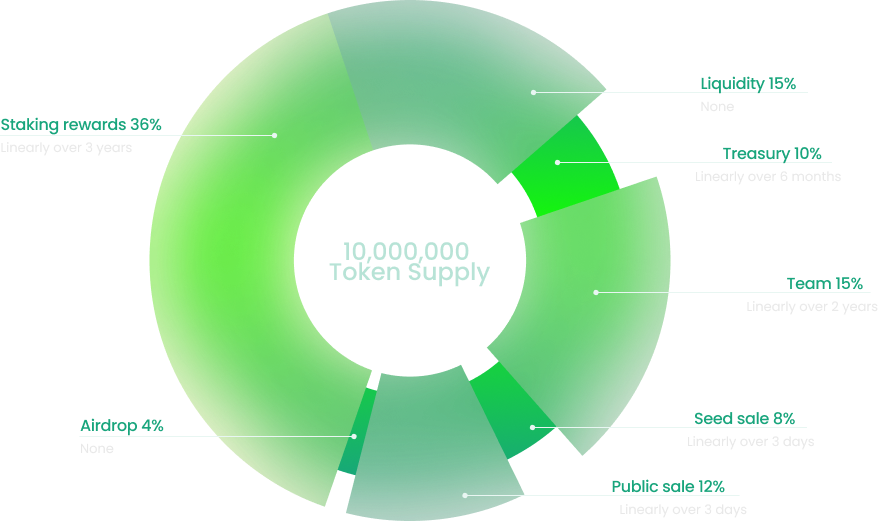 Liquidity 15%
None
Staking rewards 36%
Linearly over 3 years
Treasury 10%
Linearly over 6 months
10,000,000
Token Supply
Team 15%
Linearly over 2 years
Seed sale 8%
Linearly over 3 days
Airdrop 4%
None
Public sale 12%
Linearly over 3 days